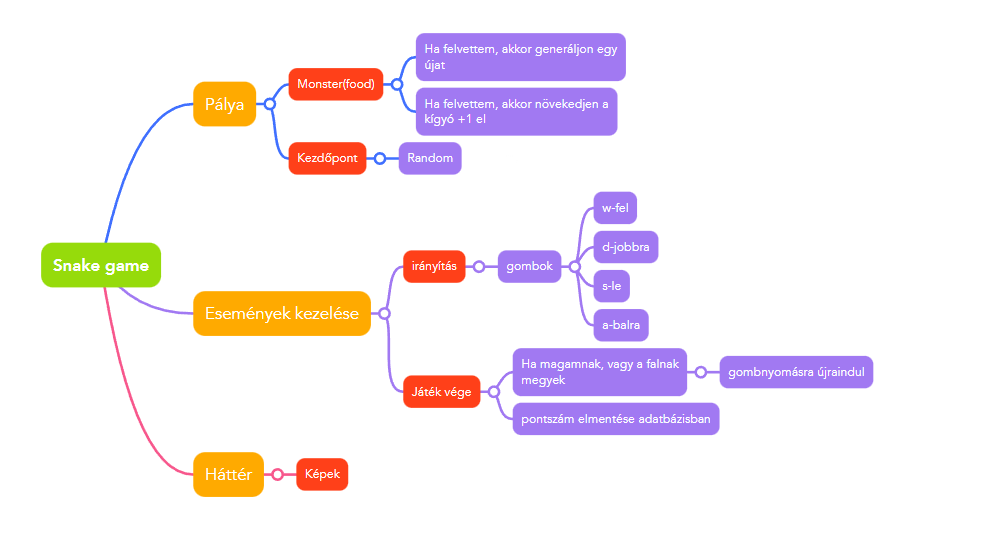 Snake game
Pálya
Monster(food)
Ha felvettem, akkor generáljon egy
újat
Ha felvettem, akkor növekedjen a
kígyó +1 el
Kezdőpont
Random
Események kezelése
irányítás
gombok
w-fel
d-jobbra
s-le
a-balra
Játék vége
Ha magamnak, vagy a falnak
megyek
gombnyomásra újraindul
pontszám elmentése adatbázisban
Háttér
Képek